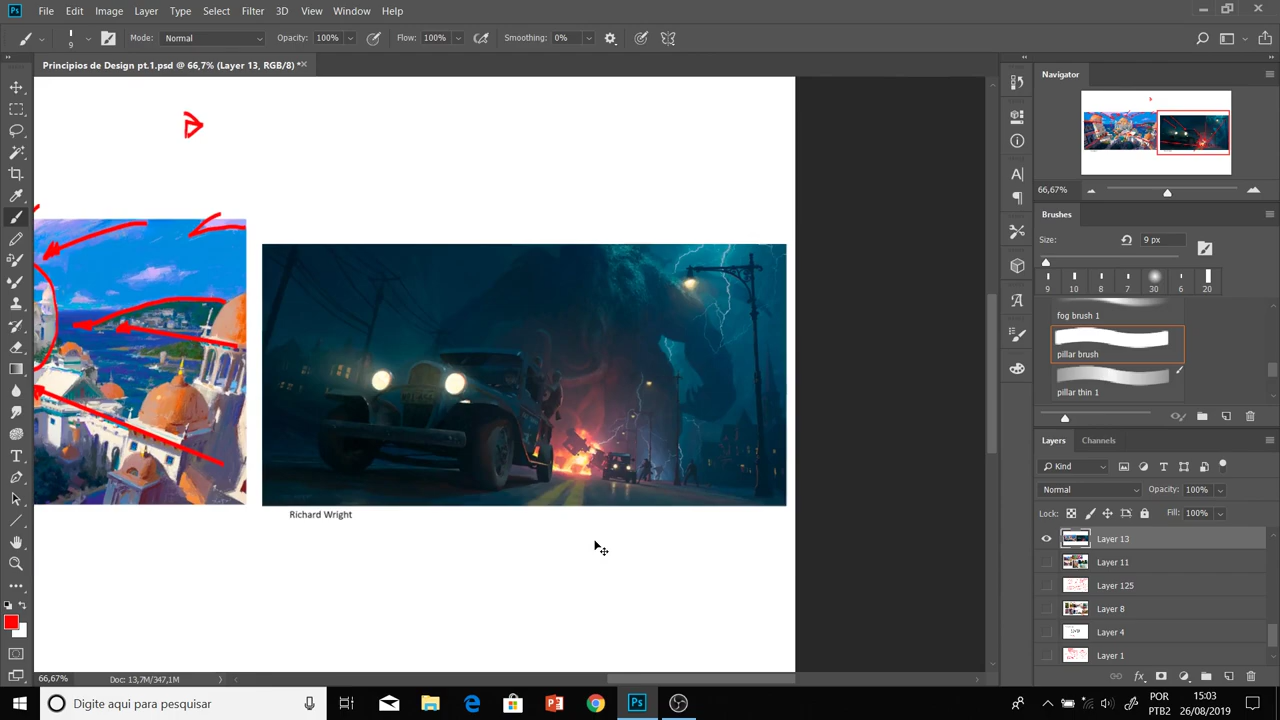 Ps File Edit Image Layer Type Select Filter 3D View Window Help
9 Mode: Normal Opacity: 100% Flow: 100% Smoothing: 0%
Principios de Design pt.1.psd @ 66,7% (Layer 13, RGB/8) *
Richard Wright
66,67% Doc: 13,7M/347,1M
Navigator
66,67%
Brushes
Size: 9 px
9 10 8 7 30 6 20
fog brush 1
pillar brush
pillar thin 1
Layers Channels
Kind
Normal Opacity: 100%
Lock: Fill: 100%
Layer 13
Layer 11
Layer 125
Layer 8
Layer 4
Layer 1
Digite aqui para pesquisar
POR 15:03
PTB2 26/08/2019